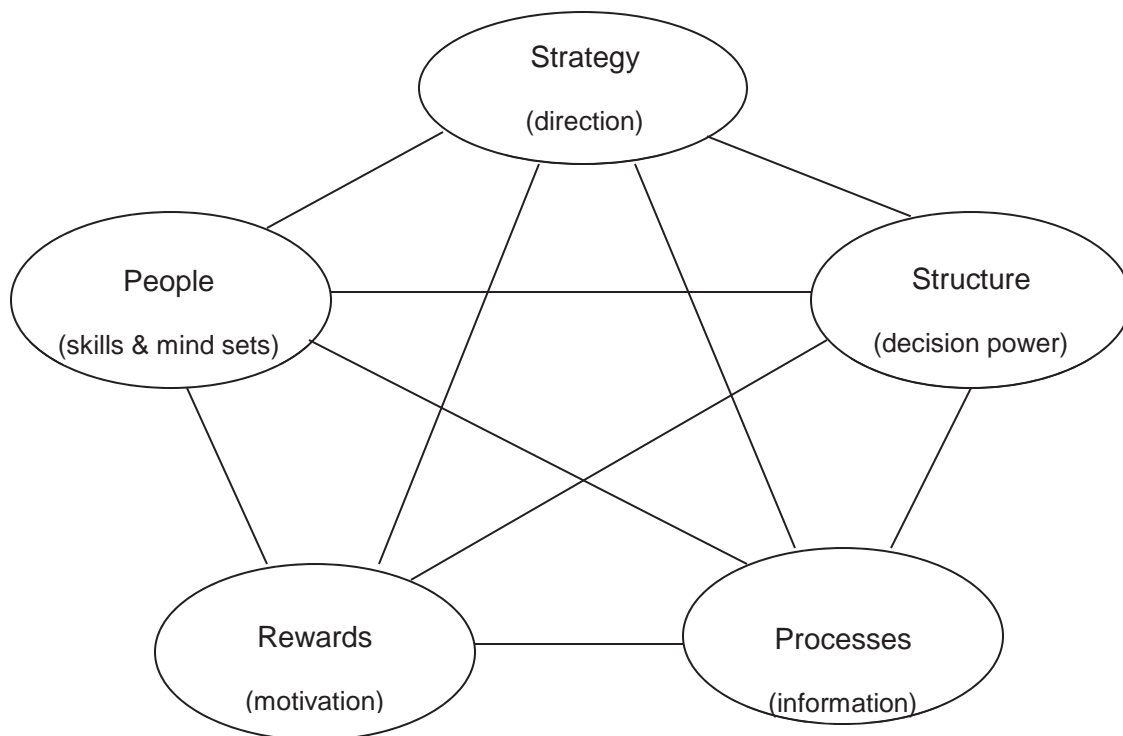 Strategy
(direction)
People
(skills & mind sets)
Structure
(decision power)
Rewards
(motivation)
Processes
(information)